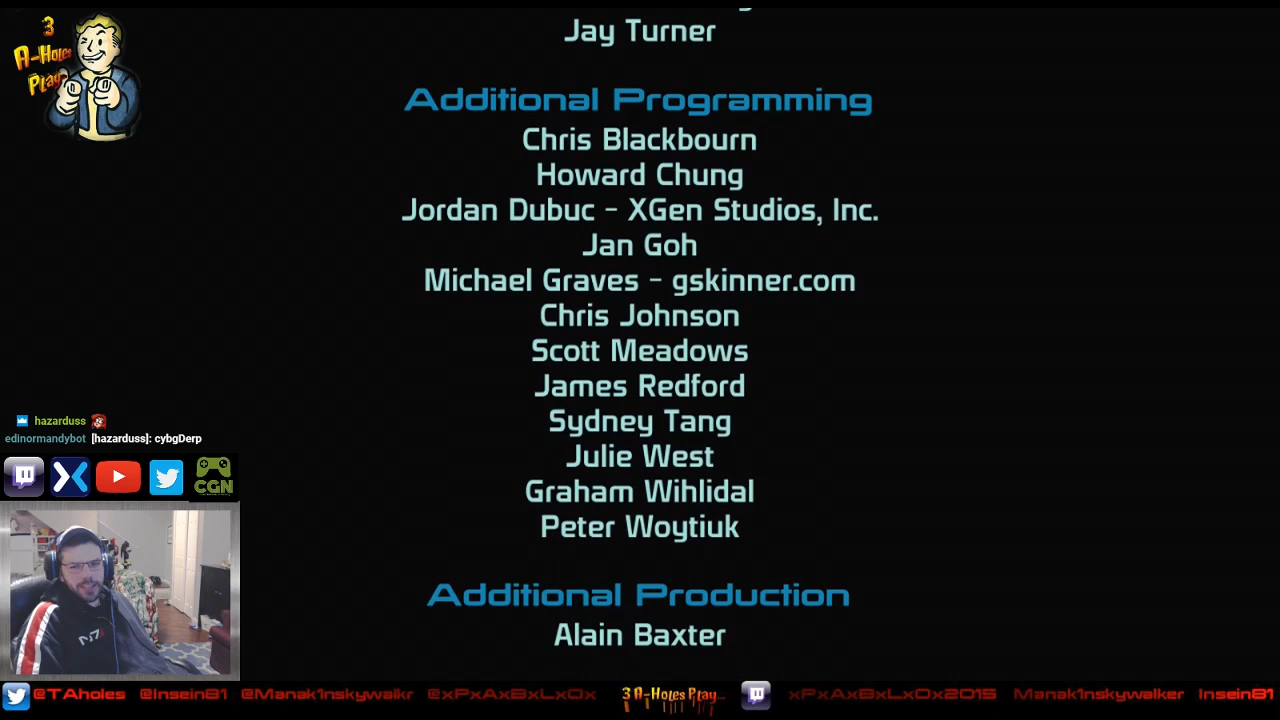 Jay Turner
3
A-Holes
Play
Additional Programming
Chris Blackbourn
Howard Chung
Jordan Dubuc - XGen Studios, Inc.
Jan Goh
Michael Graves - gskinner.com
Chris Johnson
Scott Meadows
James Redford
Sydney Tang
Julie West
Graham Wihlidal
Peter Woytiuk
Additional Production
Alain Baxter
hazarduss
edinormandybot [hazarduss]: cybgDerp
CGN
N7
@TAholes @Insein81 @Manak1nskywalkr @xPxAxBxLxOx 3 A-Holes Play... xPxAxBxLxOx2015 Manak1nskywalker Insein81